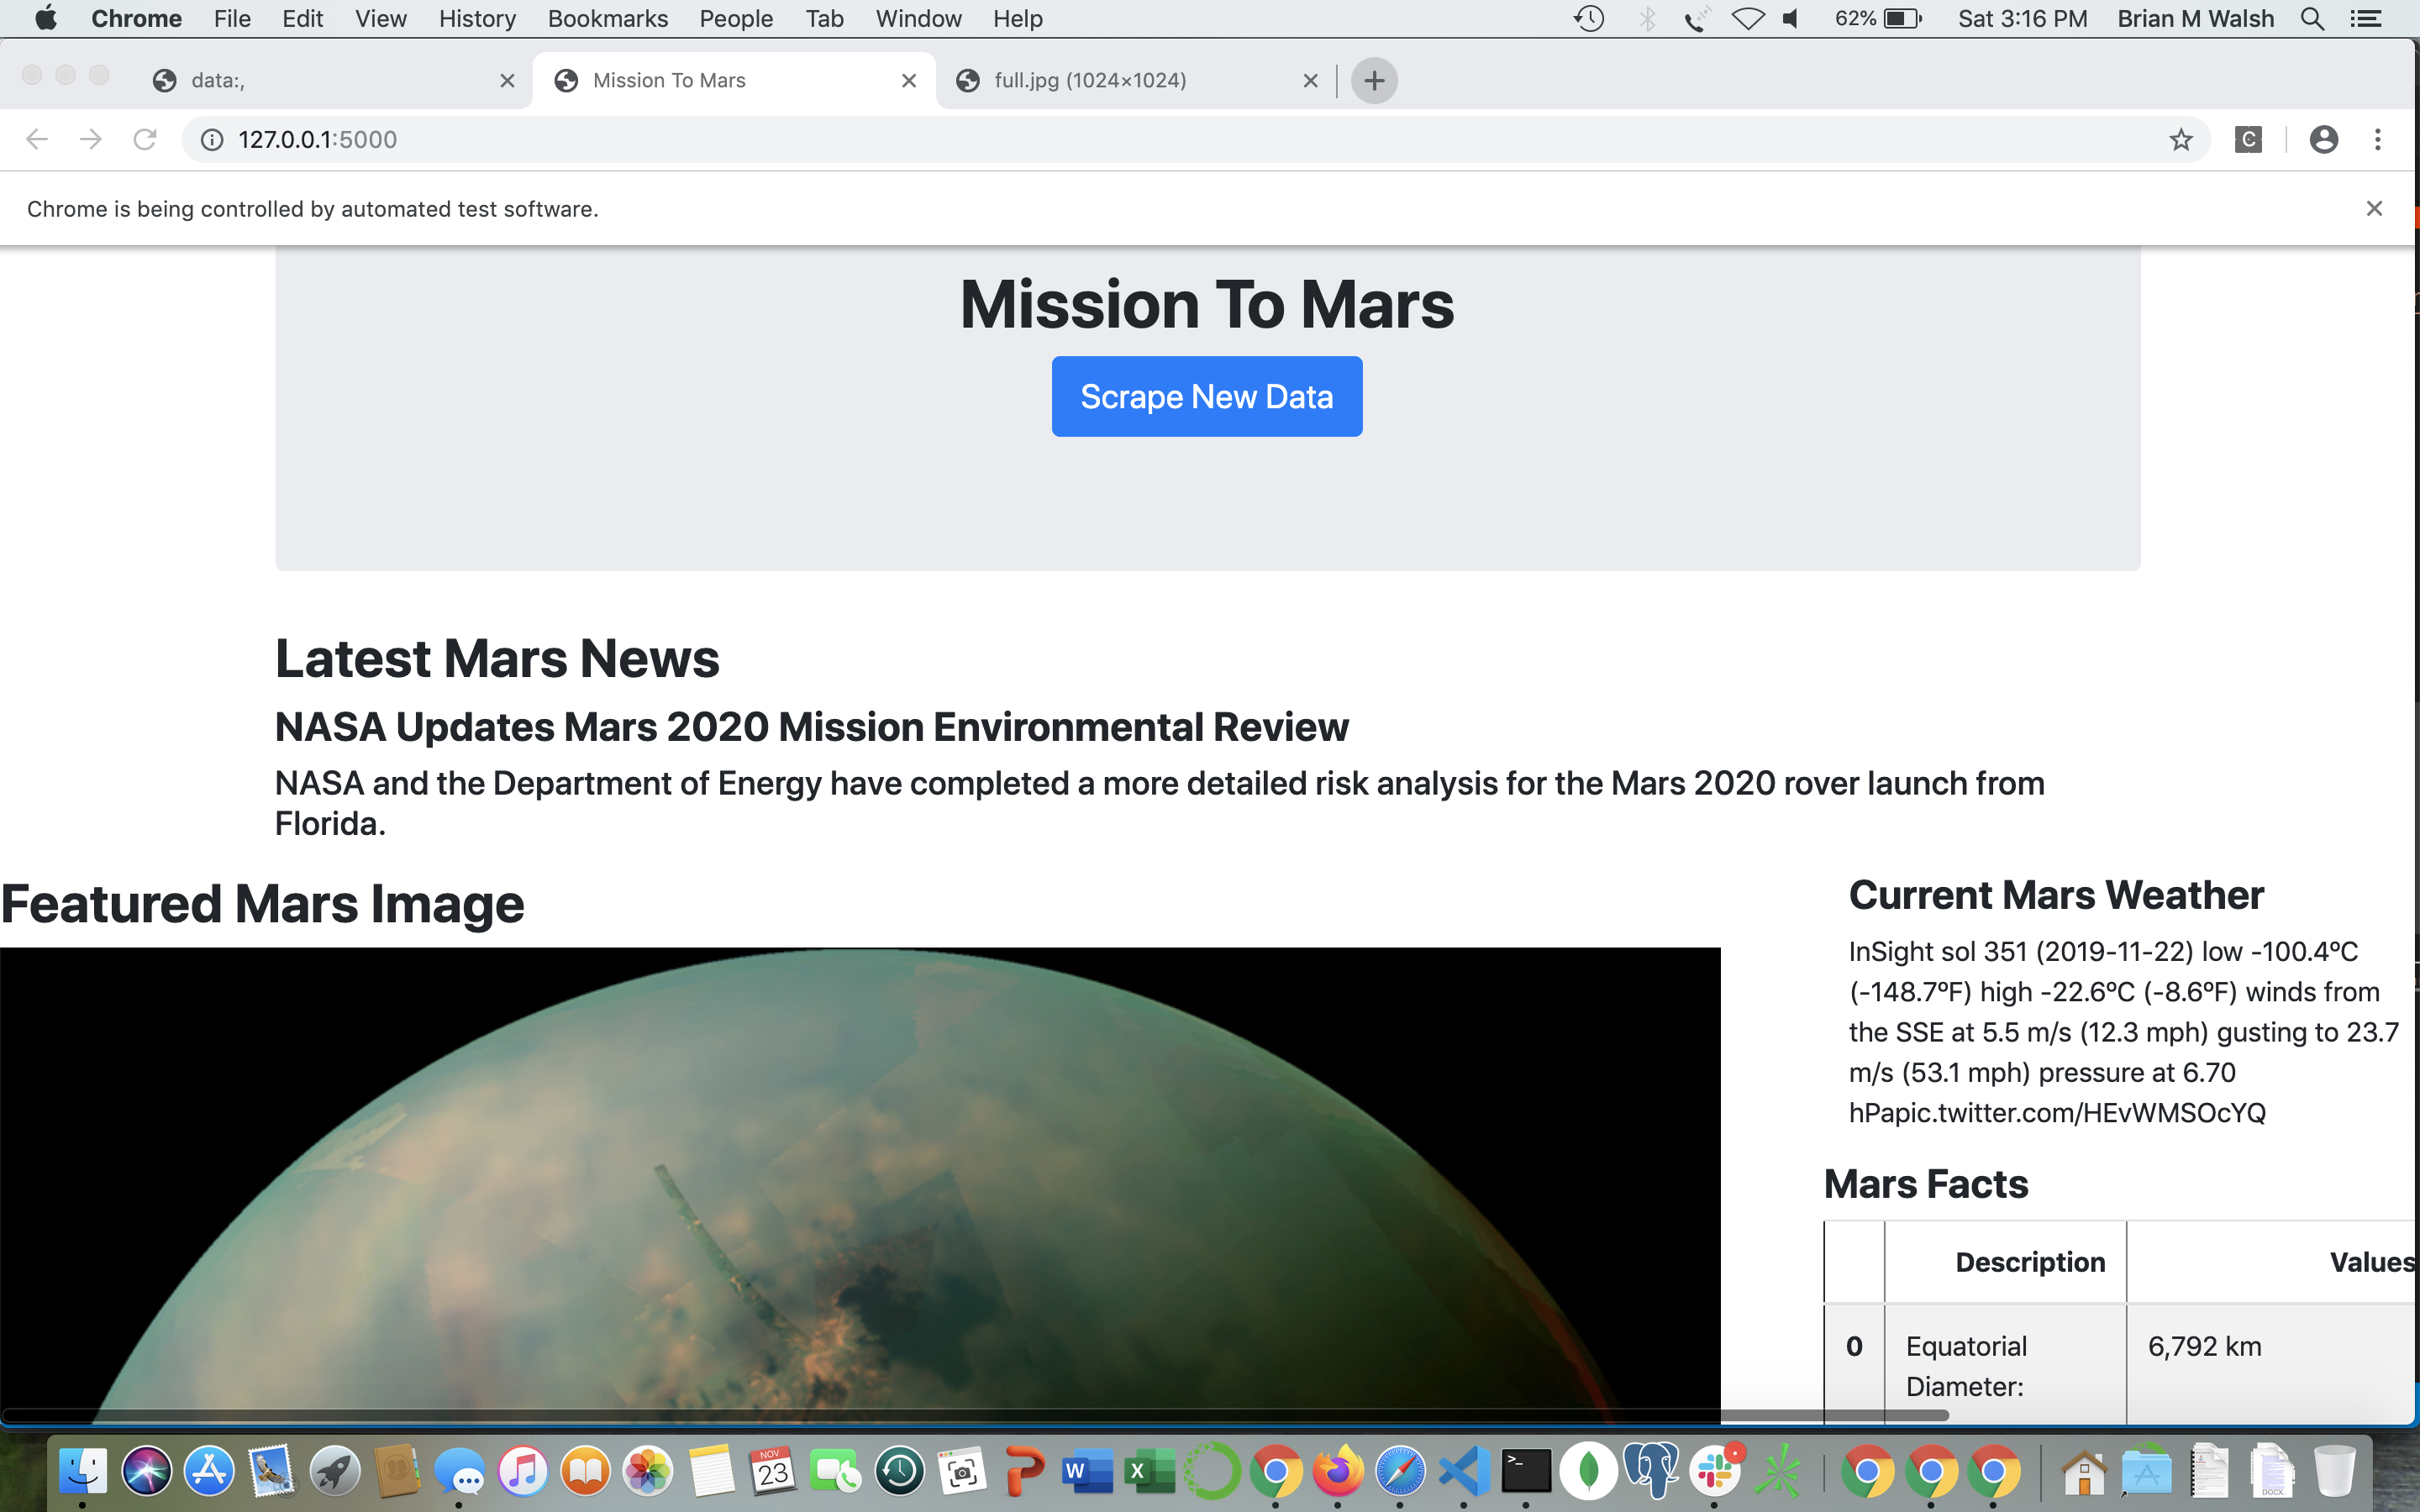 Chrome File Edit View History Bookmarks People Tab Window Help 62% Sat 3:16 PM Brian M Walsh
data:, Mission To Mars full.jpg (1024×1024)
127.0.0.1:5000 C
Chrome is being controlled by automated test software.
Mission To Mars
Scrape New Data
Latest Mars News
NASA Updates Mars 2020 Mission Environmental Review
NASA and the Department of Energy have completed a more detailed risk analysis for the Mars 2020 rover launch from
Florida.
Featured Mars Image
Current Mars Weather
InSight sol 351 (2019-11-22) low -100.4ºC
(-148.7ºF) high -22.6ºC (-8.6ºF) winds from
the SSE at 5.5 m/s (12.3 mph) gusting to 23.7
m/s (53.1 mph) pressure at 6.70
hPapic.twitter.com/HEvWMSOcYQ
Mars Facts
Description Values
0 Equatorial 6,792 km
Diameter:
NOV
23
W
X
>_
DOCX